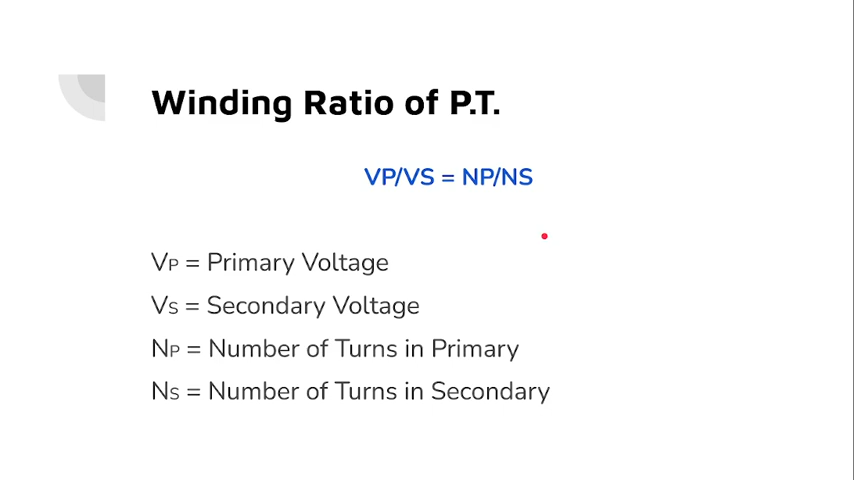 Winding Ratio of P.T.
VP/VS = NP/NS
VP = Primary Voltage
VS = Secondary Voltage
NP = Number of Turns in Primary
NS = Number of Turns in Secondary